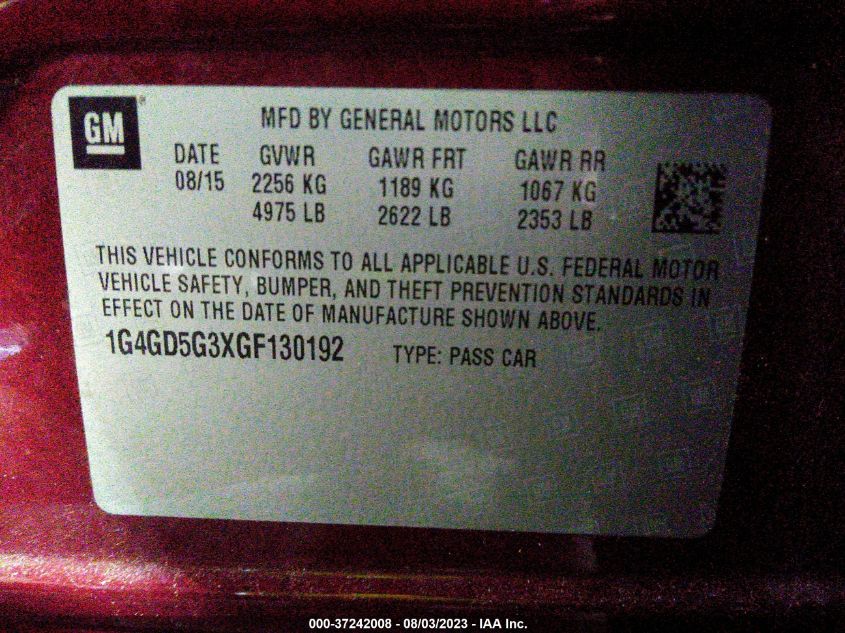 GM
MFD BY GENERAL MOTORS LLC
DATE GVWR GAWR FRT GAWR RR
08/15 2256 KG 1189 KG 1067 KG
4975 LB 2622 LB 2353 LB
THIS VEHICLE CONFORMS TO ALL APPLICABLE U.S. FEDERAL MOTOR
VEHICLE SAFETY, BUMPER, AND THEFT PREVENTION STANDARDS IN
EFFECT ON THE DATE OF MANUFACTURE SHOWN ABOVE.
1G4GD5G3XGF130192 TYPE: PASS CAR
000-37242008 - 08/03/2023 - IAA Inc.